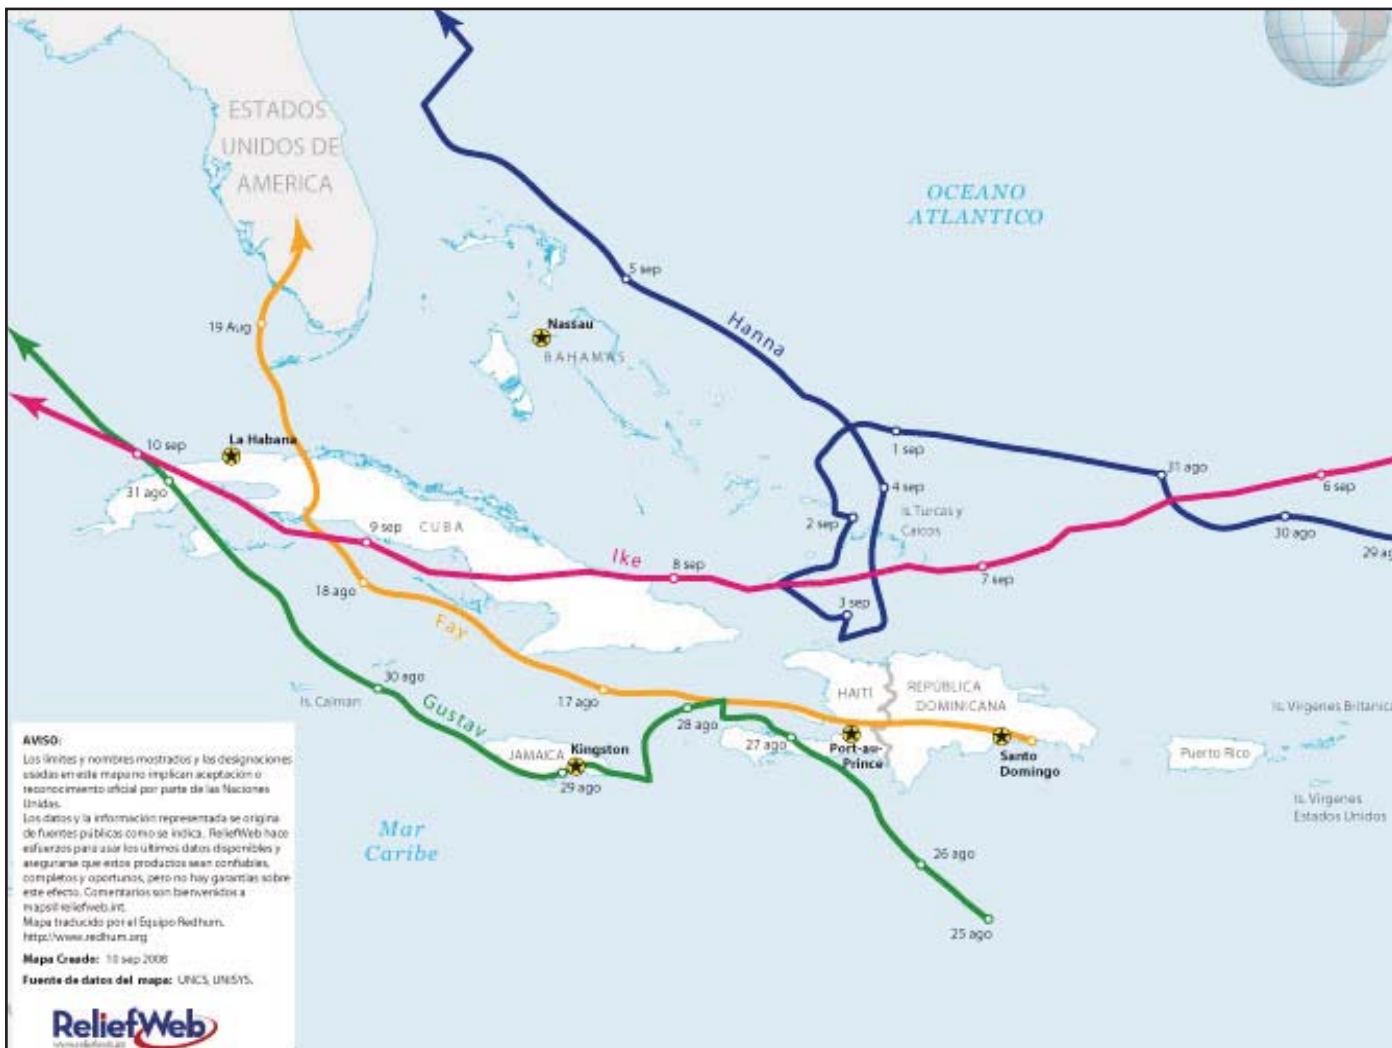 ESTADOS
UNIDOS DE
AMERICA
OCEANO
ATLANTICO
5 sep
Hanna
19 Aug
Nassau
BAHAMAS
La Habana
10 sep
31 ago
1 sep
31 ago
6 sep
4 sep
Is. Turcas y
Caicos
2 sep
30 ago
29 ag
9 sep
CUBA
Ike
8 sep
7 sep
18 ago
3 sep
Fay
30 ago
Is. Caiman
Gustav
17 ago
HAITÍ
REPÚBLICA
DOMINICANA
28 ago
27 ago
Port-au-
Prince
Santo
Domingo
Is. Vírgenes Britanica
Puerto Rico
Is. Vírgenes
Estados Unidos
JAMAICA
Kingston
29 ago
Mar
Caribe
26 ago
25 ago
AVISO:
Los límites y nombres mostrados y las designaciones
usadas en este mapa no implican aceptación o
reconocimiento oficial por parte de las Naciones
Unidas.
Los datos y la información representada se origina
de fuentes públicas como se indica. ReliefWeb hace
esfuerzos para usar los ultimos datos disponibles y
asegurarse que estos productos sean confiables,
completos y oportunos, pero no hay garantías sobre
este efecto. Comentarios son bienvenidos a
maps@reliefweb.int.
Mapa traducido por el Equipo Redhum.
http://www.redhum.org
Mapa Creado: 10 sep 2008
Fuente de datos del mapa: UNCS, UNISYS.
ReliefWeb